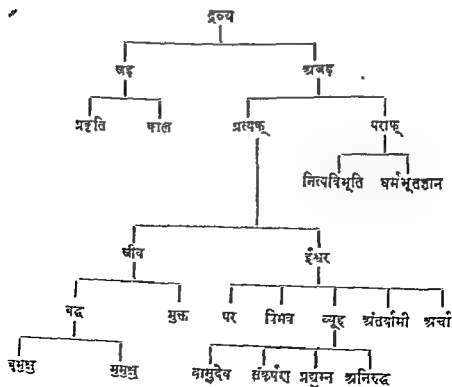 द्रव्य
जड़ अजड़
प्रकृति काल प्रत्यक् पराक्
नित्यविभूति धर्मभूतज्ञान
जीव ईश्वर
बद्ध मुक्त पर विभव व्यूह अंतर्यामी अर्चा
बुभुक्षु मुमुक्षु वासुदेव संकर्षण प्रद्युम्न अनिरुद्ध